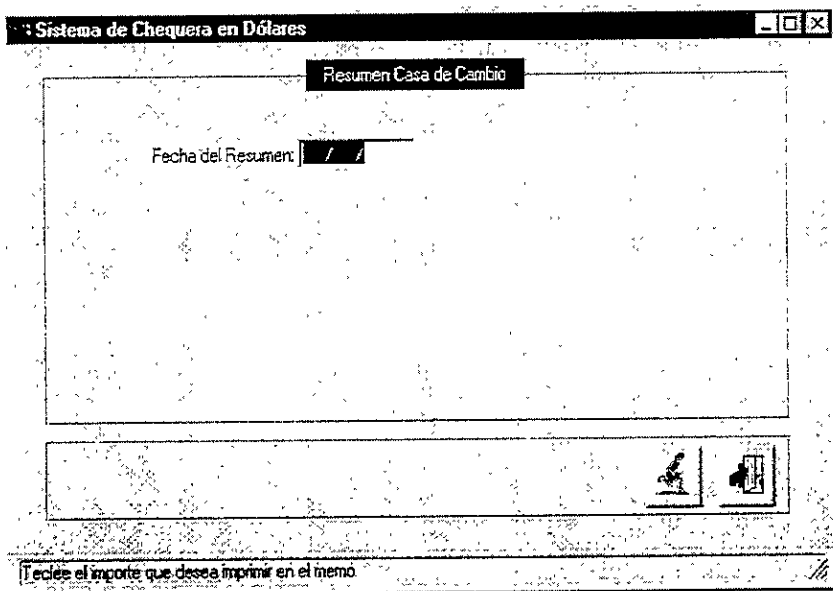 Sistema de Chequera en Dólares
Resumen Casa de Cambio
Fecha del Resumen: / /
Teclée el importe que desea imprimir en el memo.